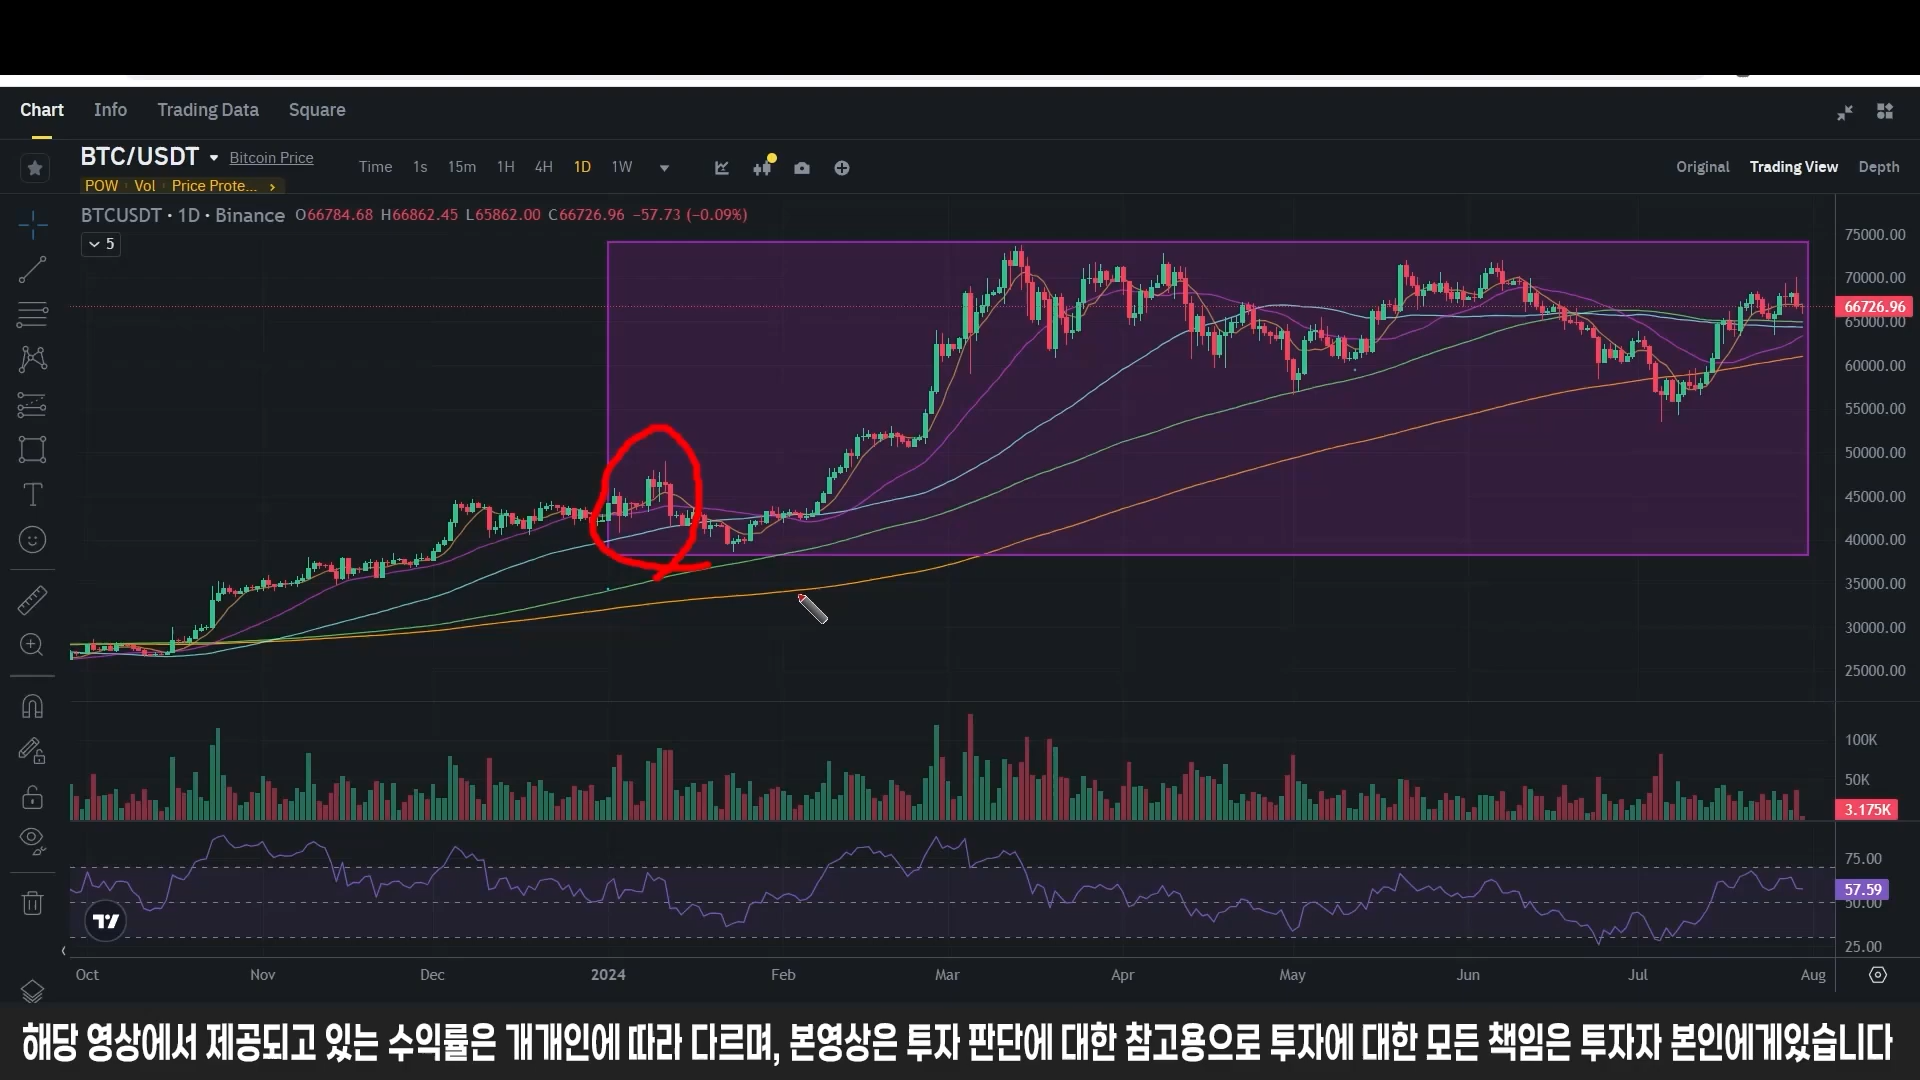 Chart Info Trading Data Square
BTC/USDT Bitcoin Price Time 1s 15m 1H 4H 1D 1W Original Trading View Depth
POW Vol Price Prote... ›
BTCUSDT · 1D · Binance O66784.68 H66862.45 L65862.00 C66726.96 −57.73 (−0.09%)
5
75000.00
70000.00
66726.96
65000.00
60000.00
55000.00
50000.00
45000.00
40000.00
35000.00
30000.00
25000.00
100K
50K
3.175K
75.00
57.59
50.00
25.00
Oct Nov Dec 2024 Feb Mar Apr May Jun Jul Aug
해당 영상에서 제공되고 있는 수익률은 개개인에 따라 다르며, 본영상은 투자 판단에 대한 참고용으로 투자에 대한 모든 책임은 투자자 본인에게있습니다